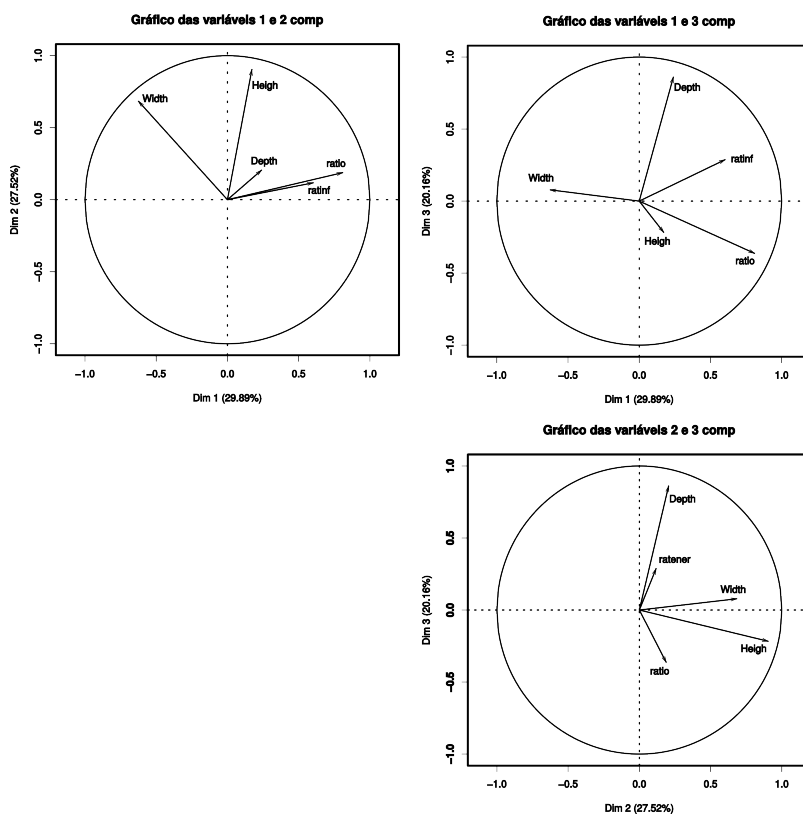 Gráfico das variáveis 1 e 2 comp
1.0
0.5
0.0
−0.5
−1.0
Dim 2 (27.52%)
Width
Heigh
Depth
ratio
ratinf
−1.0 −0.5 0.0 0.5 1.0
Dim 1 (29.89%)
Gráfico das variáveis 1 e 3 comp
1.0
0.5
0.0
−0.5
−1.0
Dim 3 (20.16%)
Depth
ratinf
Width
Heigh
ratio
−1.0 −0.5 0.0 0.5 1.0
Dim 1 (29.89%)
Gráfico das variáveis 2 e 3 comp
1.0
0.5
0.0
−0.5
−1.0
Dim 3 (20.16%)
Depth
ratener
Width
Heigh
ratio
−1.0 −0.5 0.0 0.5 1.0
Dim 2 (27.52%)